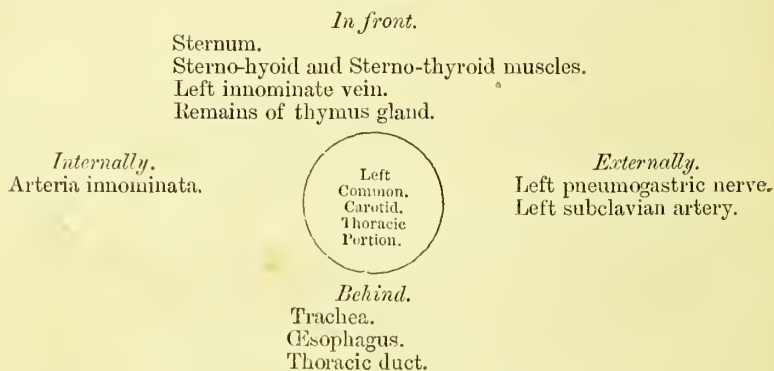 In front.
Sternum.
Sterno-hyoid and Sterno-thyroid muscles.
Left innominate vein.
Remains of thymus gland.
Internally.
Arteria innominata.
Left
Common.
Carotid.
Thoracic
Portion.
Externally.
Left pneumogastric nerve.
Left subclavian artery.
Behind.
Trachea.
Œsophagus.
Thoracic duct.